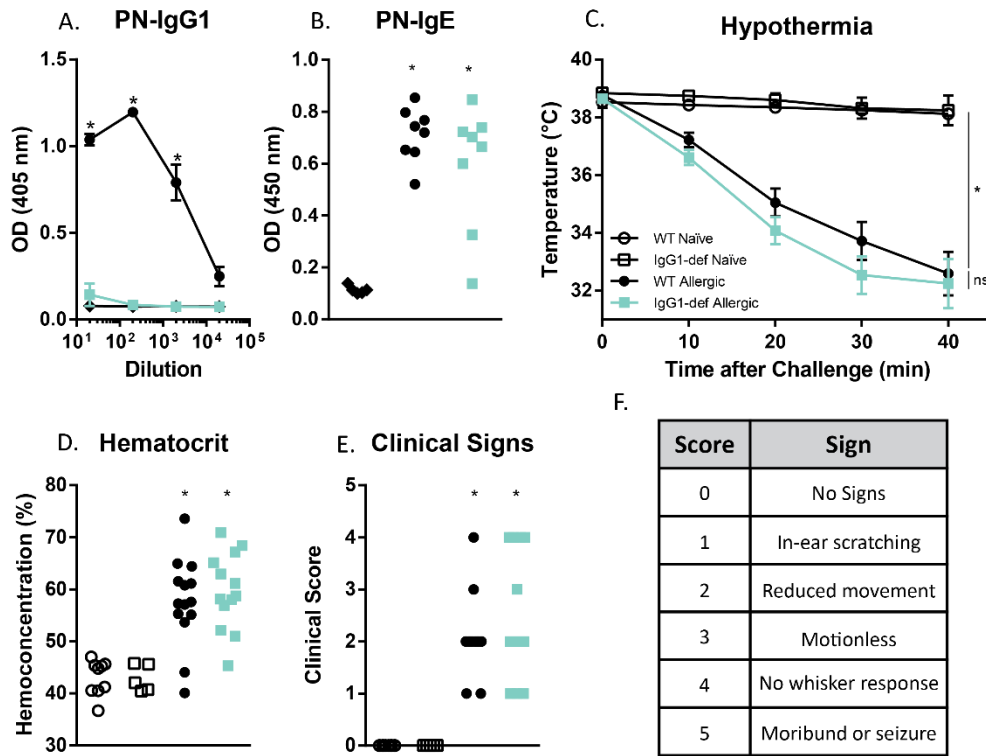 A. PN-IgG1
OD (405 nm)
1.5
1.0
0.5
0.0
10¹ 10² 10³ 10⁴ 10⁵
Dilution
*
*
*
B. PN-IgE
OD (450 nm)
1.0
0.8
0.6
0.4
0.2
0.0
* *
C. Hypothermia
Temperature (°C)
40
38
36
34
32
0 10 20 30 40
Time after Challenge (min)
WT Naïve
IgG1-def Naïve
WT Allergic
IgG1-def Allergic
*
ns
D. Hematocrit
Hemoconcentration (%)
80
70
60
50
40
30
* *
E. Clinical Signs
Clinical Score
5
4
3
2
1
0
* *
F.
Score Sign
0 No Signs
1 In-ear scratching
2 Reduced movement
3 Motionless
4 No whisker response
5 Moribund or seizure